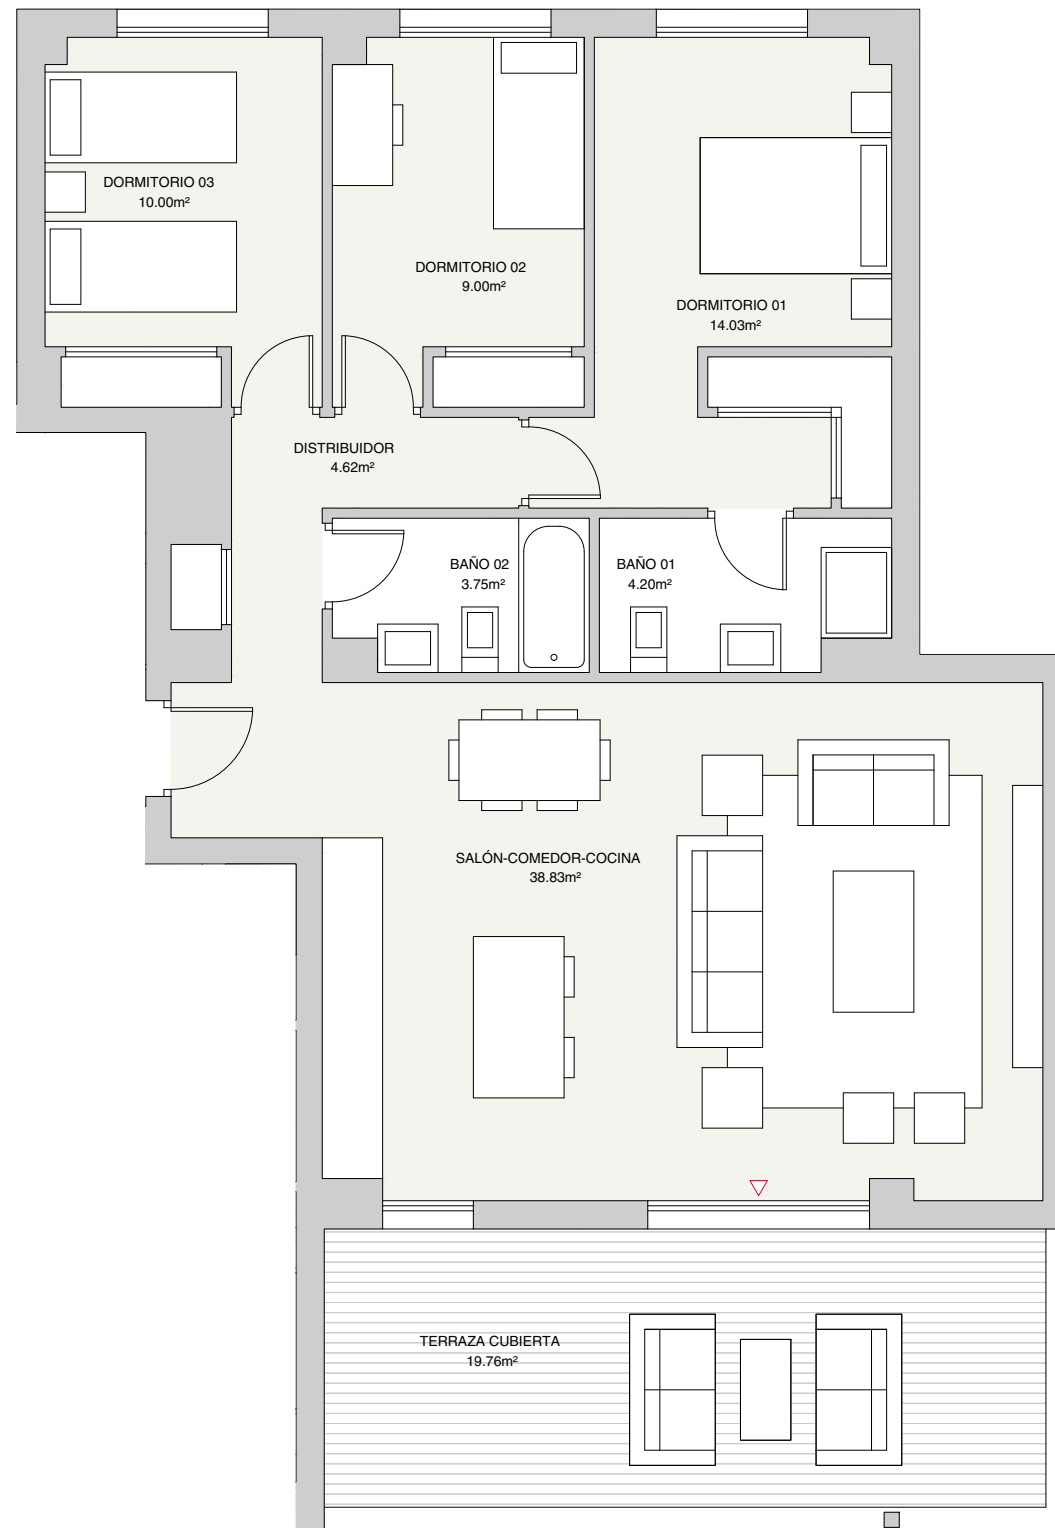 DORMITORIO 03
10.00m²
DORMITORIO 02
9.00m²
DORMITORIO 01
14.03m²
DISTRIBUIDOR
4.62m²
BAÑO 02
3.75m²
BAÑO 01
4.20m²
SALÓN-COMEDOR-COCINA
38.83m²
TERRAZA CUBIERTA
19.76m²